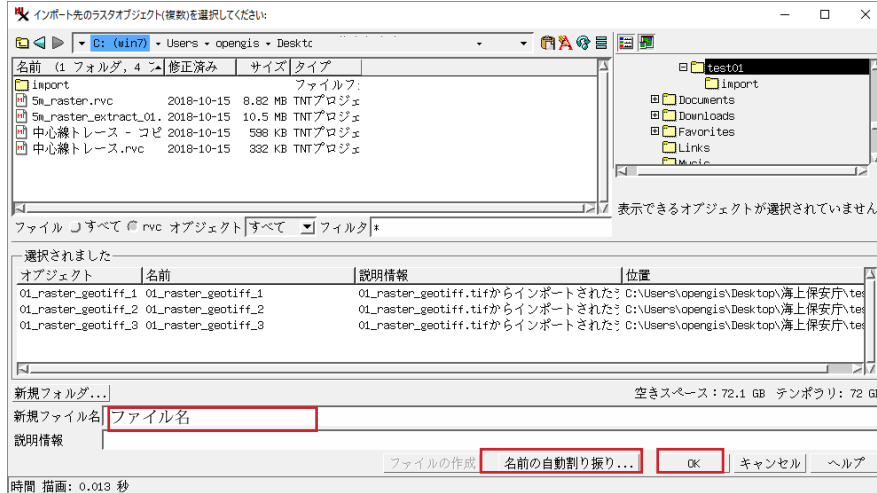 インポート先のラスタオブジェクト(複数)を選択してください:
C: (win7) Users opengis Desktc
名前 (1 フォルダ, 4 修正済み サイズ タイプ
import ファイルフ:
5m_raster.rvc 2018-10-15 8.82 MB TNTプロジェ
5m_raster_extract_01. 2018-10-15 10.5 MB TNTプロジェ
中心線トレース - コピ 2018-10-15 598 KB TNTプロジェ
中心線トレース.rvc 2018-10-15 332 KB TNTプロジェ
test01
import
Documents
Downloads
Favorites
Links
Music
表示できるオブジェクトが選択されていません
ファイル すべて rvc オブジェクト すべて フィルタ *
選択されました
オブジェクト 名前 説明情報 位置
01_raster_geotiff_1 01_raster_geotiff_1 01_raster_geotiff.tifからインポートされた C:\Users\opengis\Desktop\海上保安庁\tes
01_raster_geotiff_2 01_raster_geotiff_2 01_raster_geotiff.tifからインポートされた C:\Users\opengis\Desktop\海上保安庁\tes
01_raster_geotiff_3 01_raster_geotiff_3 01_raster_geotiff.tifからインポートされた C:\Users\opengis\Desktop\海上保安庁\tes
新規フォルダ... 空きスペース:72.1 GB テンポラリ: 72 GB
新規ファイル名 ファイル名
説明情報
ファイルの作成 名前の自動割り振り... OK キャンセル ヘルプ
時間 描画: 0.013 秒